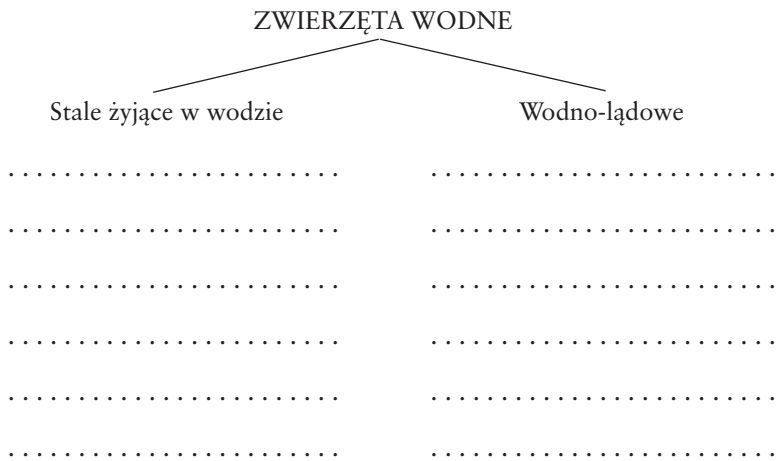 ZWIERZĘTA WODNE
Stale żyjące w wodzie Wodno-lądowe
. . . . . . . . . . . . . . . . . . . . . . . . . . . . . . . . . . . . . . . . . . . . . . . .
. . . . . . . . . . . . . . . . . . . . . . . . . . . . . . . . . . . . . . . . . . . . . . . .
. . . . . . . . . . . . . . . . . . . . . . . . . . . . . . . . . . . . . . . . . . . . . . . .
. . . . . . . . . . . . . . . . . . . . . . . . . . . . . . . . . . . . . . . . . . . . . . . .
. . . . . . . . . . . . . . . . . . . . . . . . . . . . . . . . . . . . . . . . . . . . . . . .
. . . . . . . . . . . . . . . . . . . . . . . . . . . . . . . . . . . . . . . . . . . . . . . .